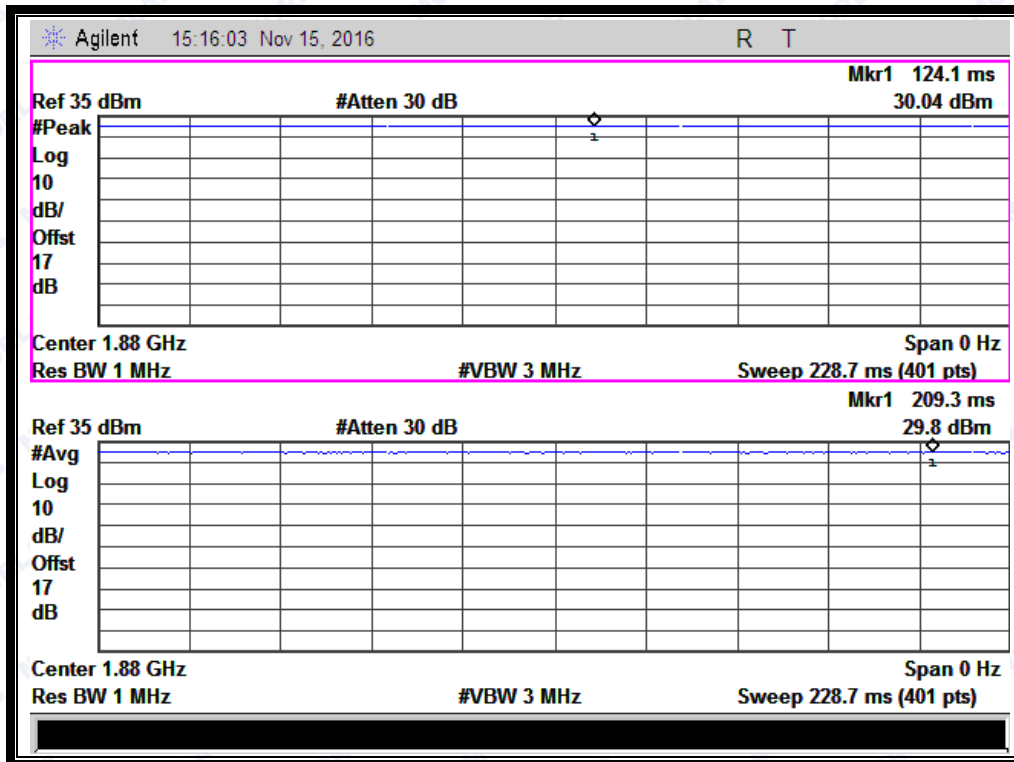 Agilent 15:16:03 Nov 15, 2016 R T
Mkr1 124.1 ms
Ref 35 dBm #Atten 30 dB 30.04 dBm
#Peak
1
Log
10
dB/
Offst
17
dB
Center 1.88 GHz Span 0 Hz
Res BW 1 MHz #VBW 3 MHz Sweep 228.7 ms (401 pts)
Mkr1 209.3 ms
Ref 35 dBm #Atten 30 dB 29.8 dBm
#Avg
1
Log
10
dB/
Offst
17
dB
Center 1.88 GHz Span 0 Hz
Res BW 1 MHz #VBW 3 MHz Sweep 228.7 ms (401 pts)